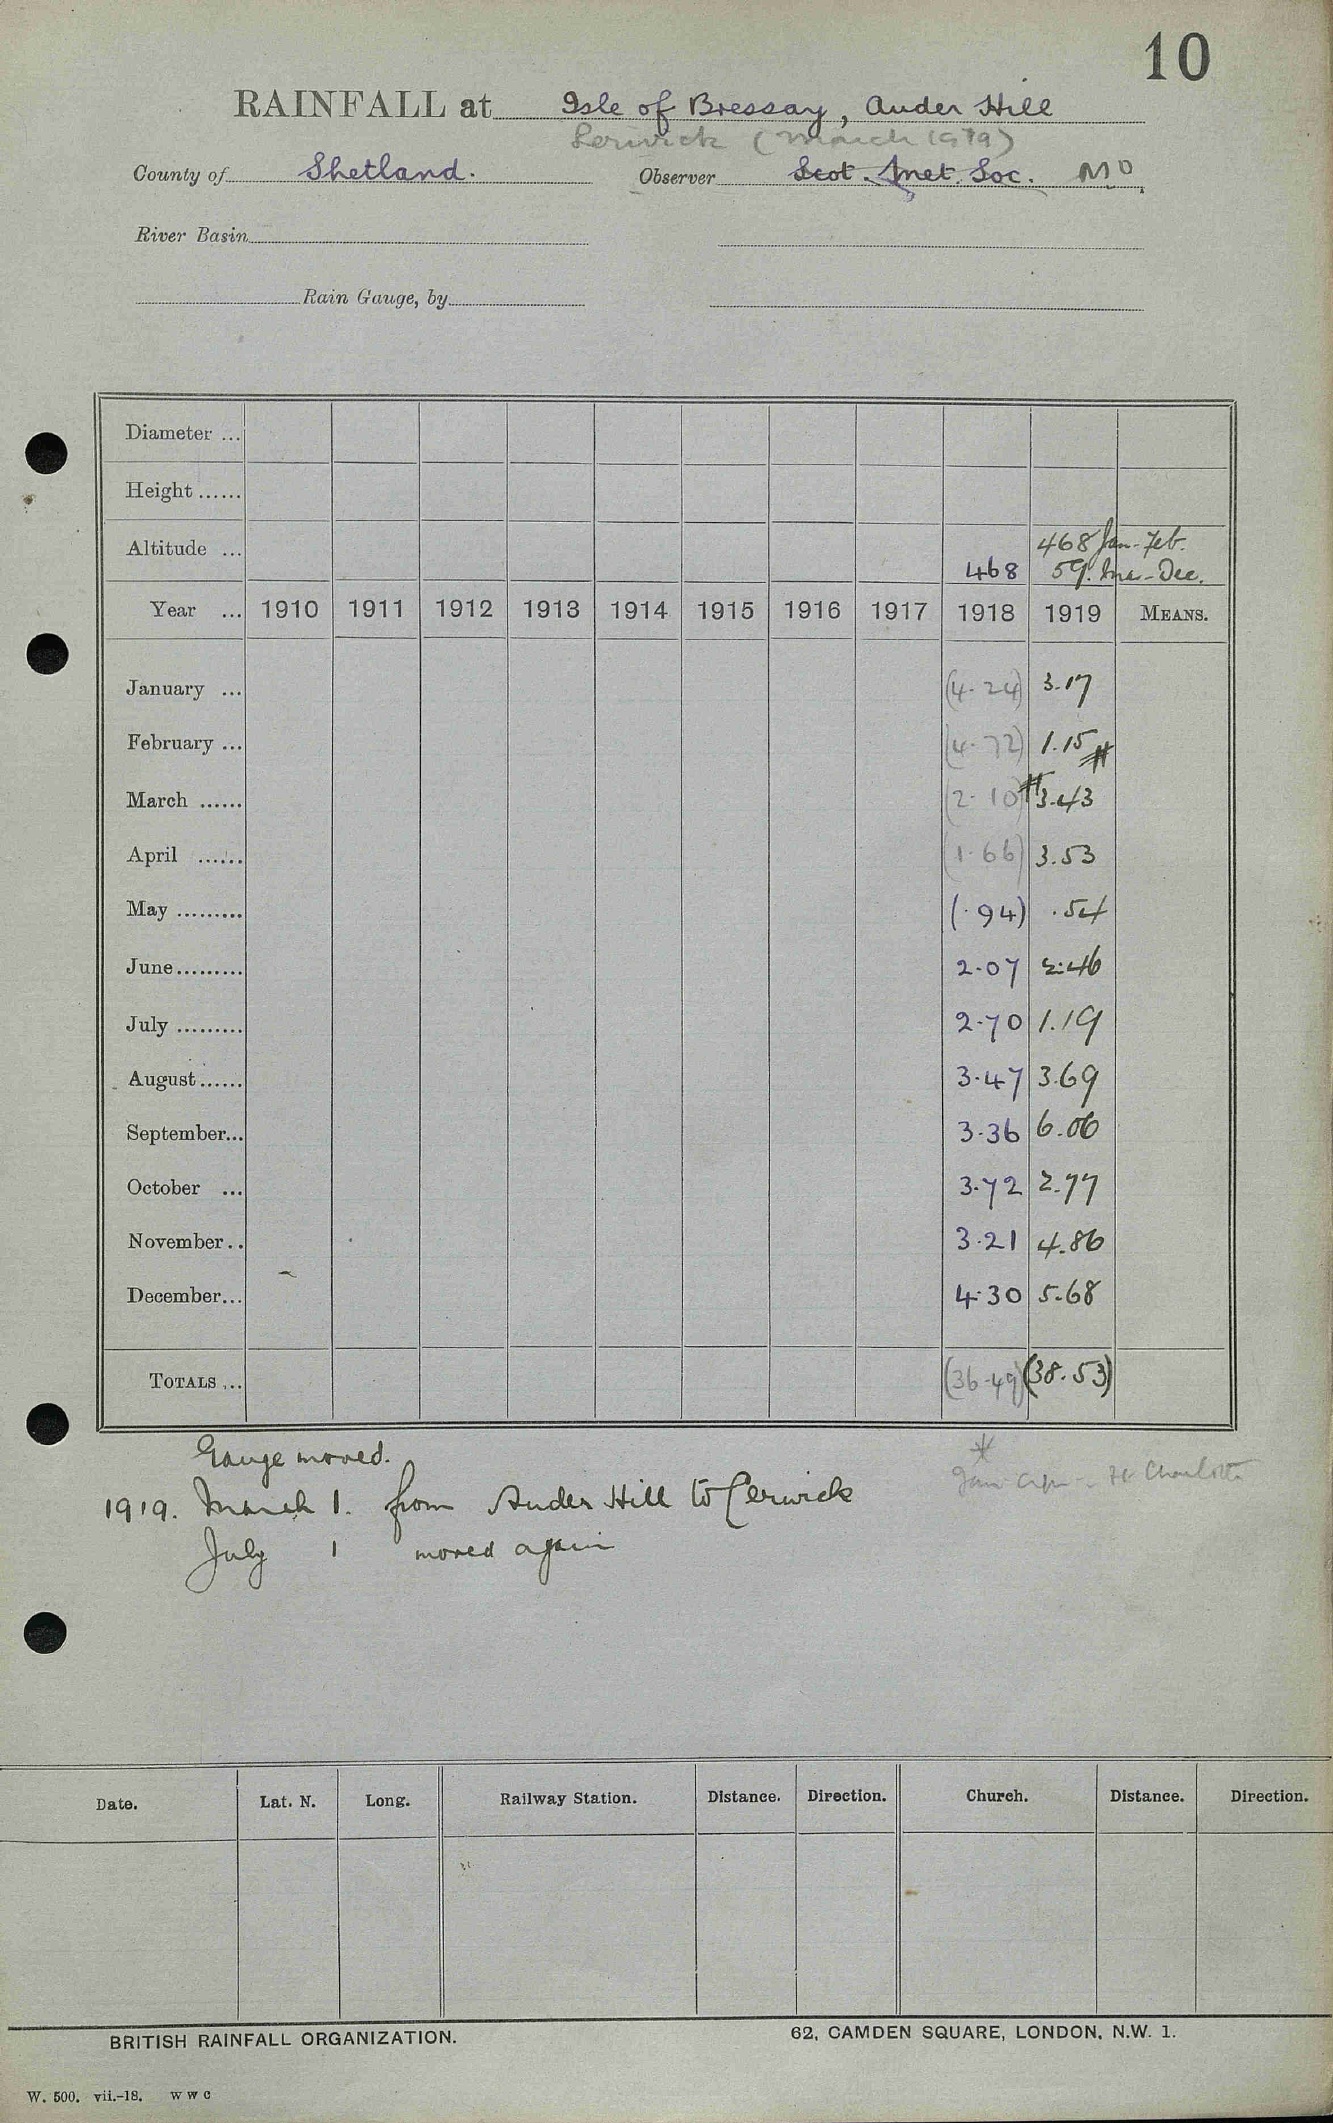 10
RAINFALL at Isle of Bressay, Ander Hill
Lerwick (March 1919)
County of Shetland. Observer Scot. Met. Soc. MO
River Basin
Rain Gauge, by
Diameter ...
Height ......
468 Jan-Feb.
Altitude ... 468 59. Mar-Dec.
Year ... 1910 1911 1912 1913 1914 1915 1916 1917 1918 1919 MEANS.
January ... (4.24) 3.17
February ... (4.72) 1.15 #
March ...... (2.10) # 3.43
April ...... (1.66) 3.53
May ......... (.94) .54
June ......... 2.07 2.46
July ......... 2.70 1.19
August ...... 3.47 3.69
September... 3.36 6.06
October ... 3.72 2.77
November .. 3.21 4.86
December... 4.30 5.68
TOTALS ... (36.49) (38.53)
Gauge moved. *
1919. March 1. from Ander Hill to Lerwick
Ft Charlotte
July 1 moved again
Date. Lat. N. Long. Railway Station. Distance. Direction. Church. Distance. Direction.
BRITISH RAINFALL ORGANIZATION. 62, CAMDEN SQUARE, LONDON, N.W. 1.
W. 500. vii.-18. W W C